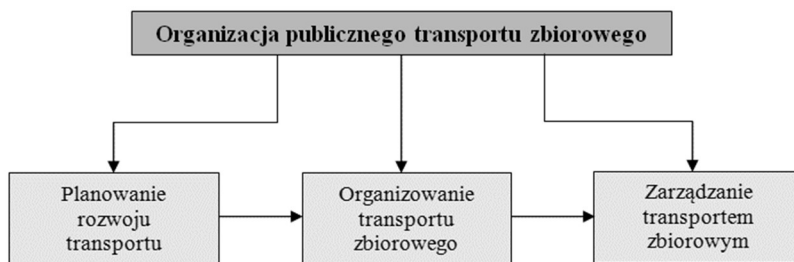 Organizacja publicznego transportu zbiorowego
Planowanie
rozwoju
transportu
Organizowanie
transportu
zbiorowego
Zarządzanie
transportem
zbiorowym